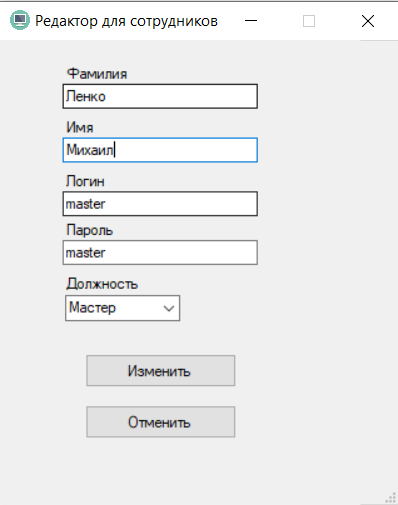 Редактор для сотрудников
Фамилия
Ленко
Имя
Михаил
Логин
master
Пароль
master
Должность
Мастер
Изменить
Отменить